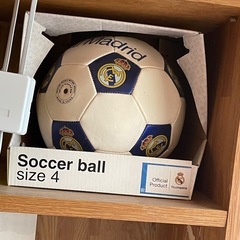 Madrid
Soccer ball
size 4
Official
Product